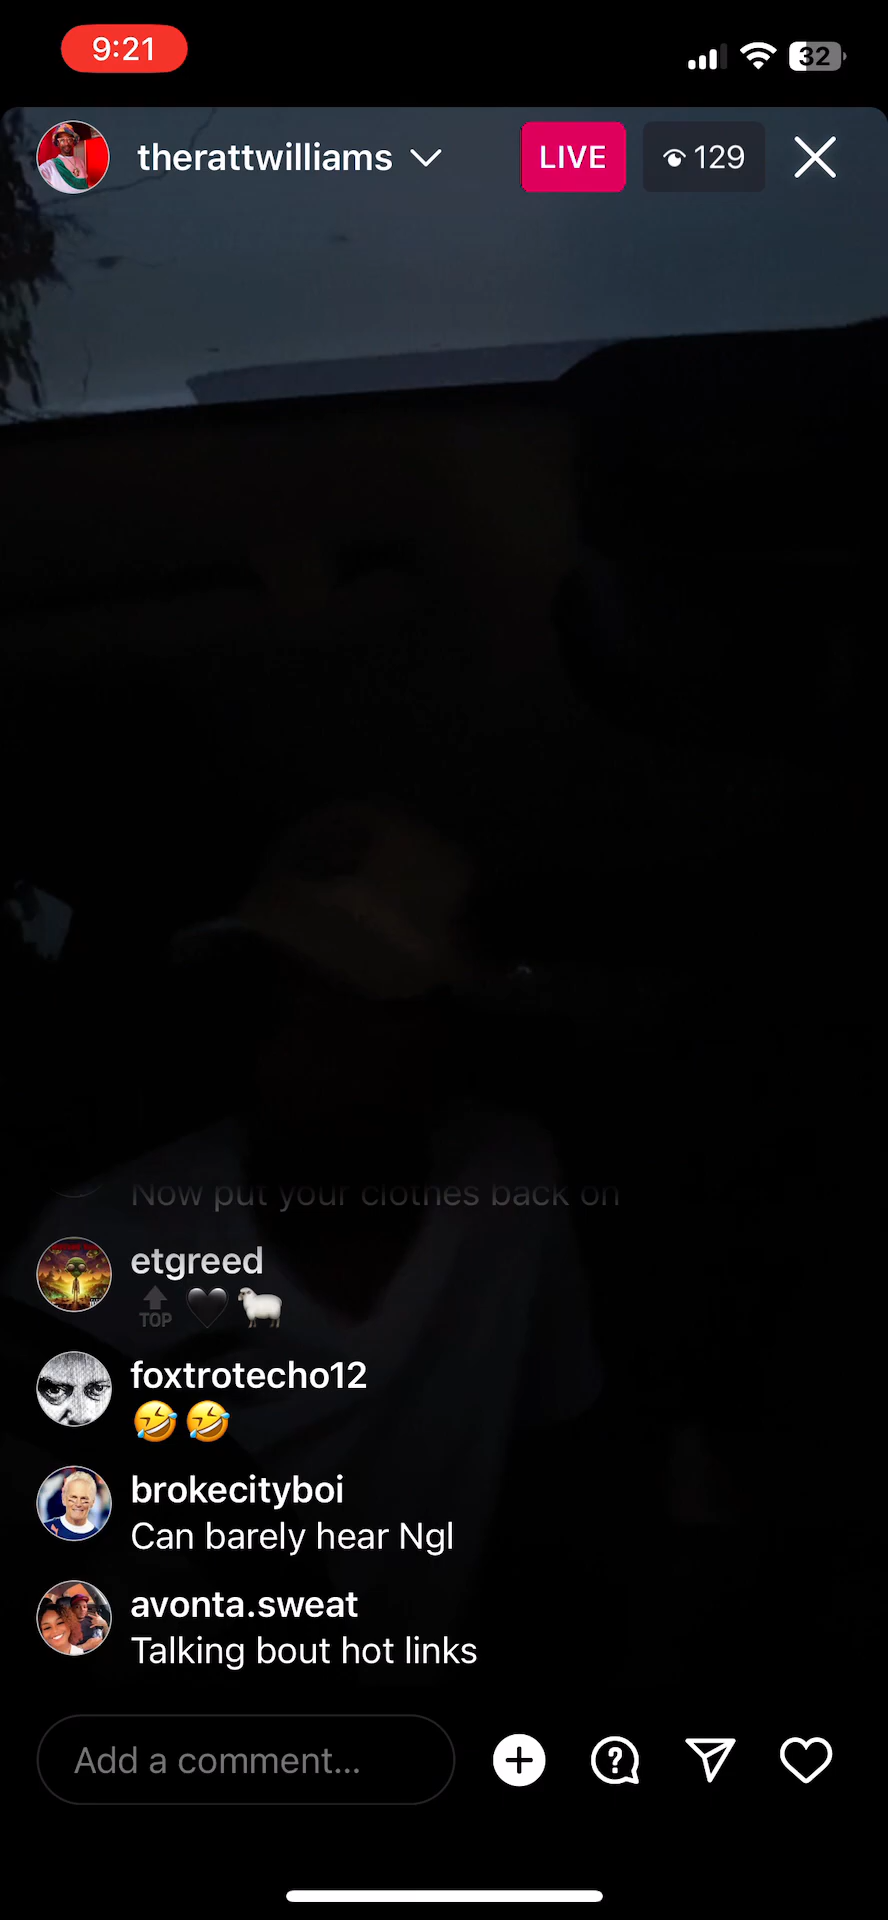 9:21
32
therattwilliams
LIVE
129
Now put your clothes back on
etgreed
TOP
foxtrotecho12
🤣🤣
brokecityboi
Can barely hear Ngl
avonta.sweat
Talking bout hot links
Add a comment...